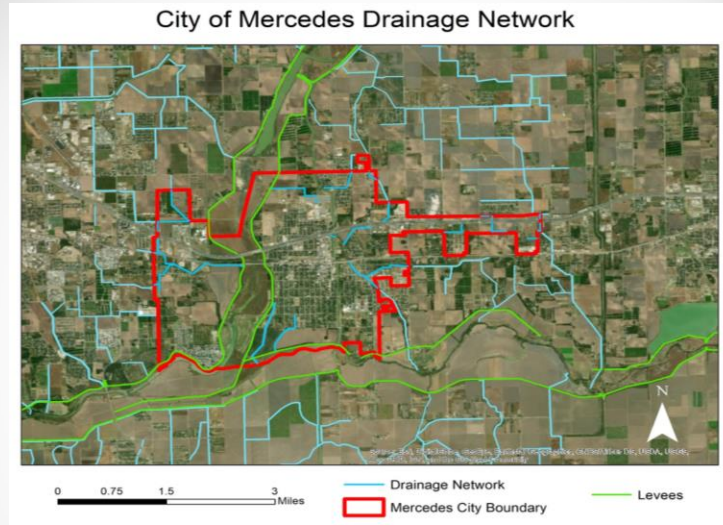 City of Mercedes Drainage Network
N
0 0.75 1.5 3
Miles
Drainage Network
Mercedes City Boundary
Levees